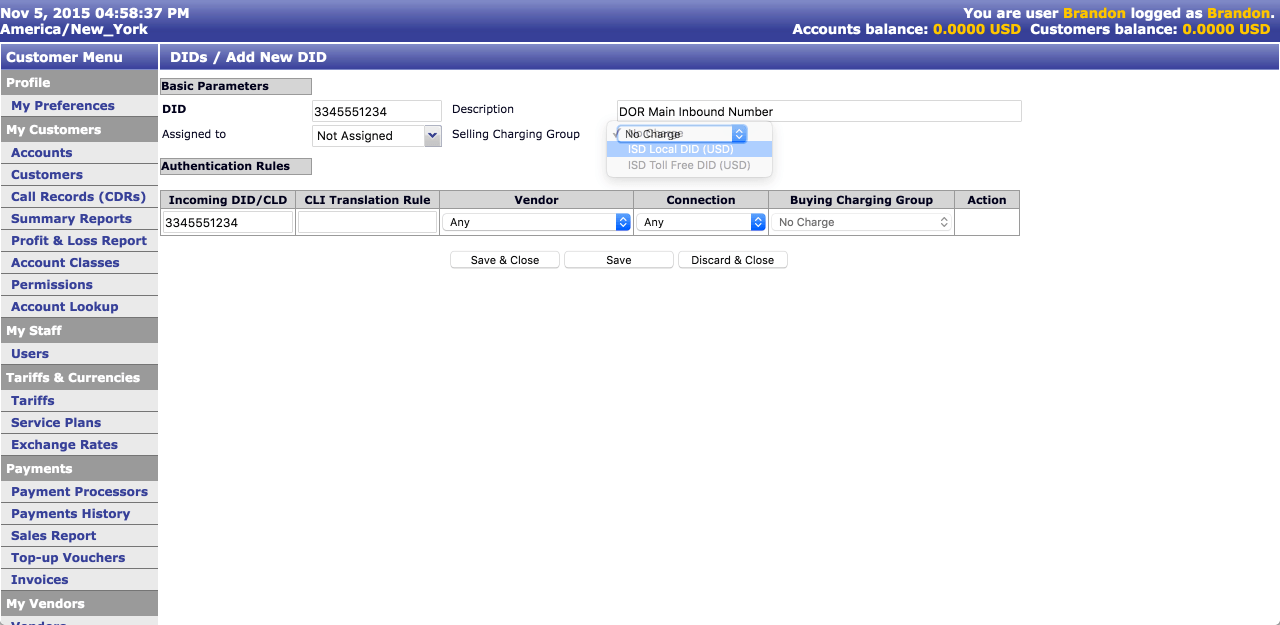 Nov 5, 2015 04:58:37 PM
America/New_York
You are user Brandon logged as Brandon.
Accounts balance: 0.0000 USD Customers balance: 0.0000 USD
Customer Menu
Profile
My Preferences
My Customers
Accounts
Customers
Call Records (CDRs)
Summary Reports
Profit & Loss Report
Account Classes
Permissions
Account Lookup
My Staff
Users
Tariffs & Currencies
Tariffs
Service Plans
Exchange Rates
Payments
Payment Processors
Payments History
Sales Report
Top-up Vouchers
Invoices
My Vendors
Vendors
DIDs / Add New DID
Basic Parameters
DID 3345551234 Description DOR Main Inbound Number
Assigned to Not Assigned Selling Charging Group No Charge
ISD Local DID (USD)
ISD Toll Free DID (USD)
Authentication Rules
Incoming DID/CLD CLI Translation Rule Vendor Connection Buying Charging Group Action
3345551234 Any Any No Charge
Save & Close Save Discard & Close